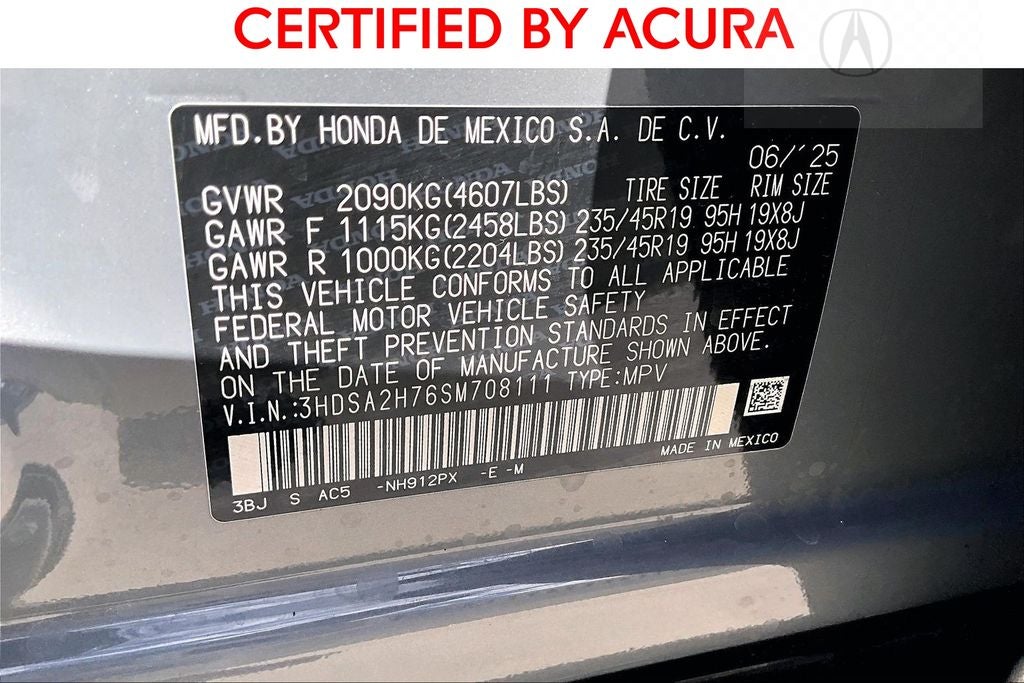 CERTIFIED BY ACURA
MFD.BY HONDA DE MEXICO S.A. DE C.V.
06/'25
GVWR 2090KG(4607LBS) TIRE SIZE RIM SIZE
GAWR F 1115KG(2458LBS) 235/45R19 95H 19X8J
GAWR R 1000KG(2204LBS) 235/45R19 95H 19X8J
THIS VEHICLE CONFORMS TO ALL APPLICABLE
FEDERAL MOTOR VEHICLE SAFETY
AND THEFT PREVENTION STANDARDS IN EFFECT
ON THE DATE OF MANUFACTURE SHOWN ABOVE.
V.I.N.:3HDSA2H76SM708111 TYPE:MPV
MADE IN MEXICO
3BJ S AC5 -NH912PX -E -M